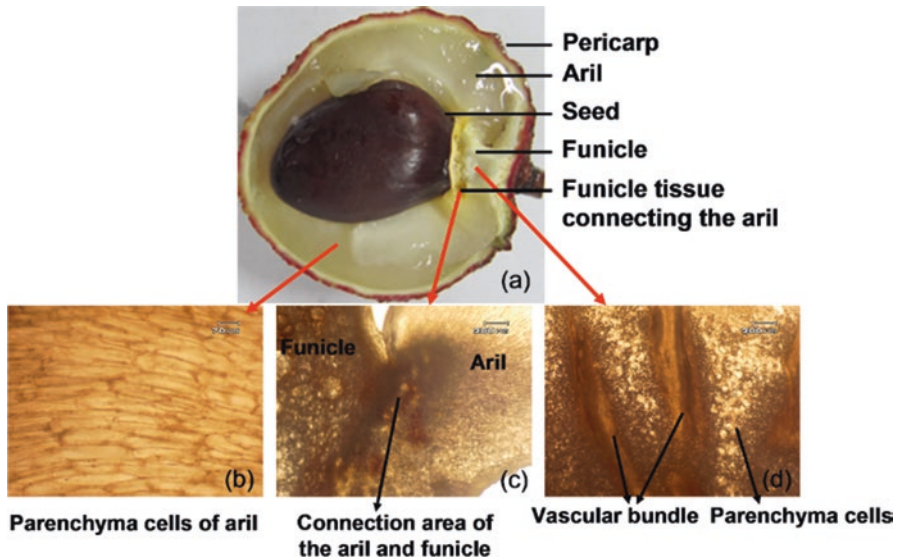 Pericarp
Aril
Seed
Funicle
Funicle tissue
connecting the aril
(a)
Funicle
Aril
(b)
(c)
(d)
Parenchyma cells of aril
Connection area of
the aril and funicle
Vascular bundle
Parenchyma cells